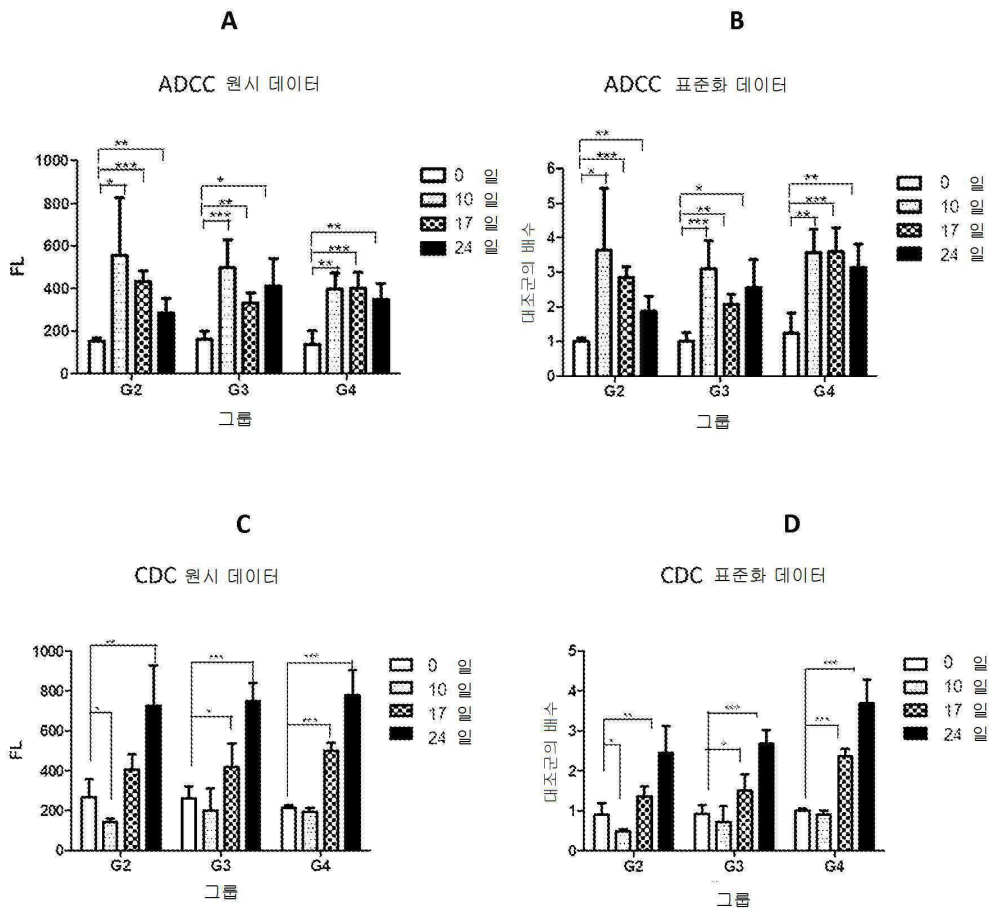 A
ADCC 원시 데이터
FL
1000
800
600
400
200
0
** *** *
* ** ***
** *** **
G2 G3 G4
그룹
0 일
10 일
17 일
24 일
B
ADCC 표준화 데이터
대조군의 배수
6
5
4
3
2
1
0
** *** *
* ** ***
** *** **
G2 G3 G4
그룹
0 일
10 일
17 일
24 일
C
CDC 원시 데이터
FL
1000
800
600
400
200
0
** *
*** *
*** ***
G2 G3 G4
그룹
0 일
10 일
17 일
24 일
D
CDC 표준화 데이터
대조군의 배수
5
4
3
2
1
0
** *
*** *
*** ***
G2 G3 G4
그룹
0 일
10 일
17 일
24 일